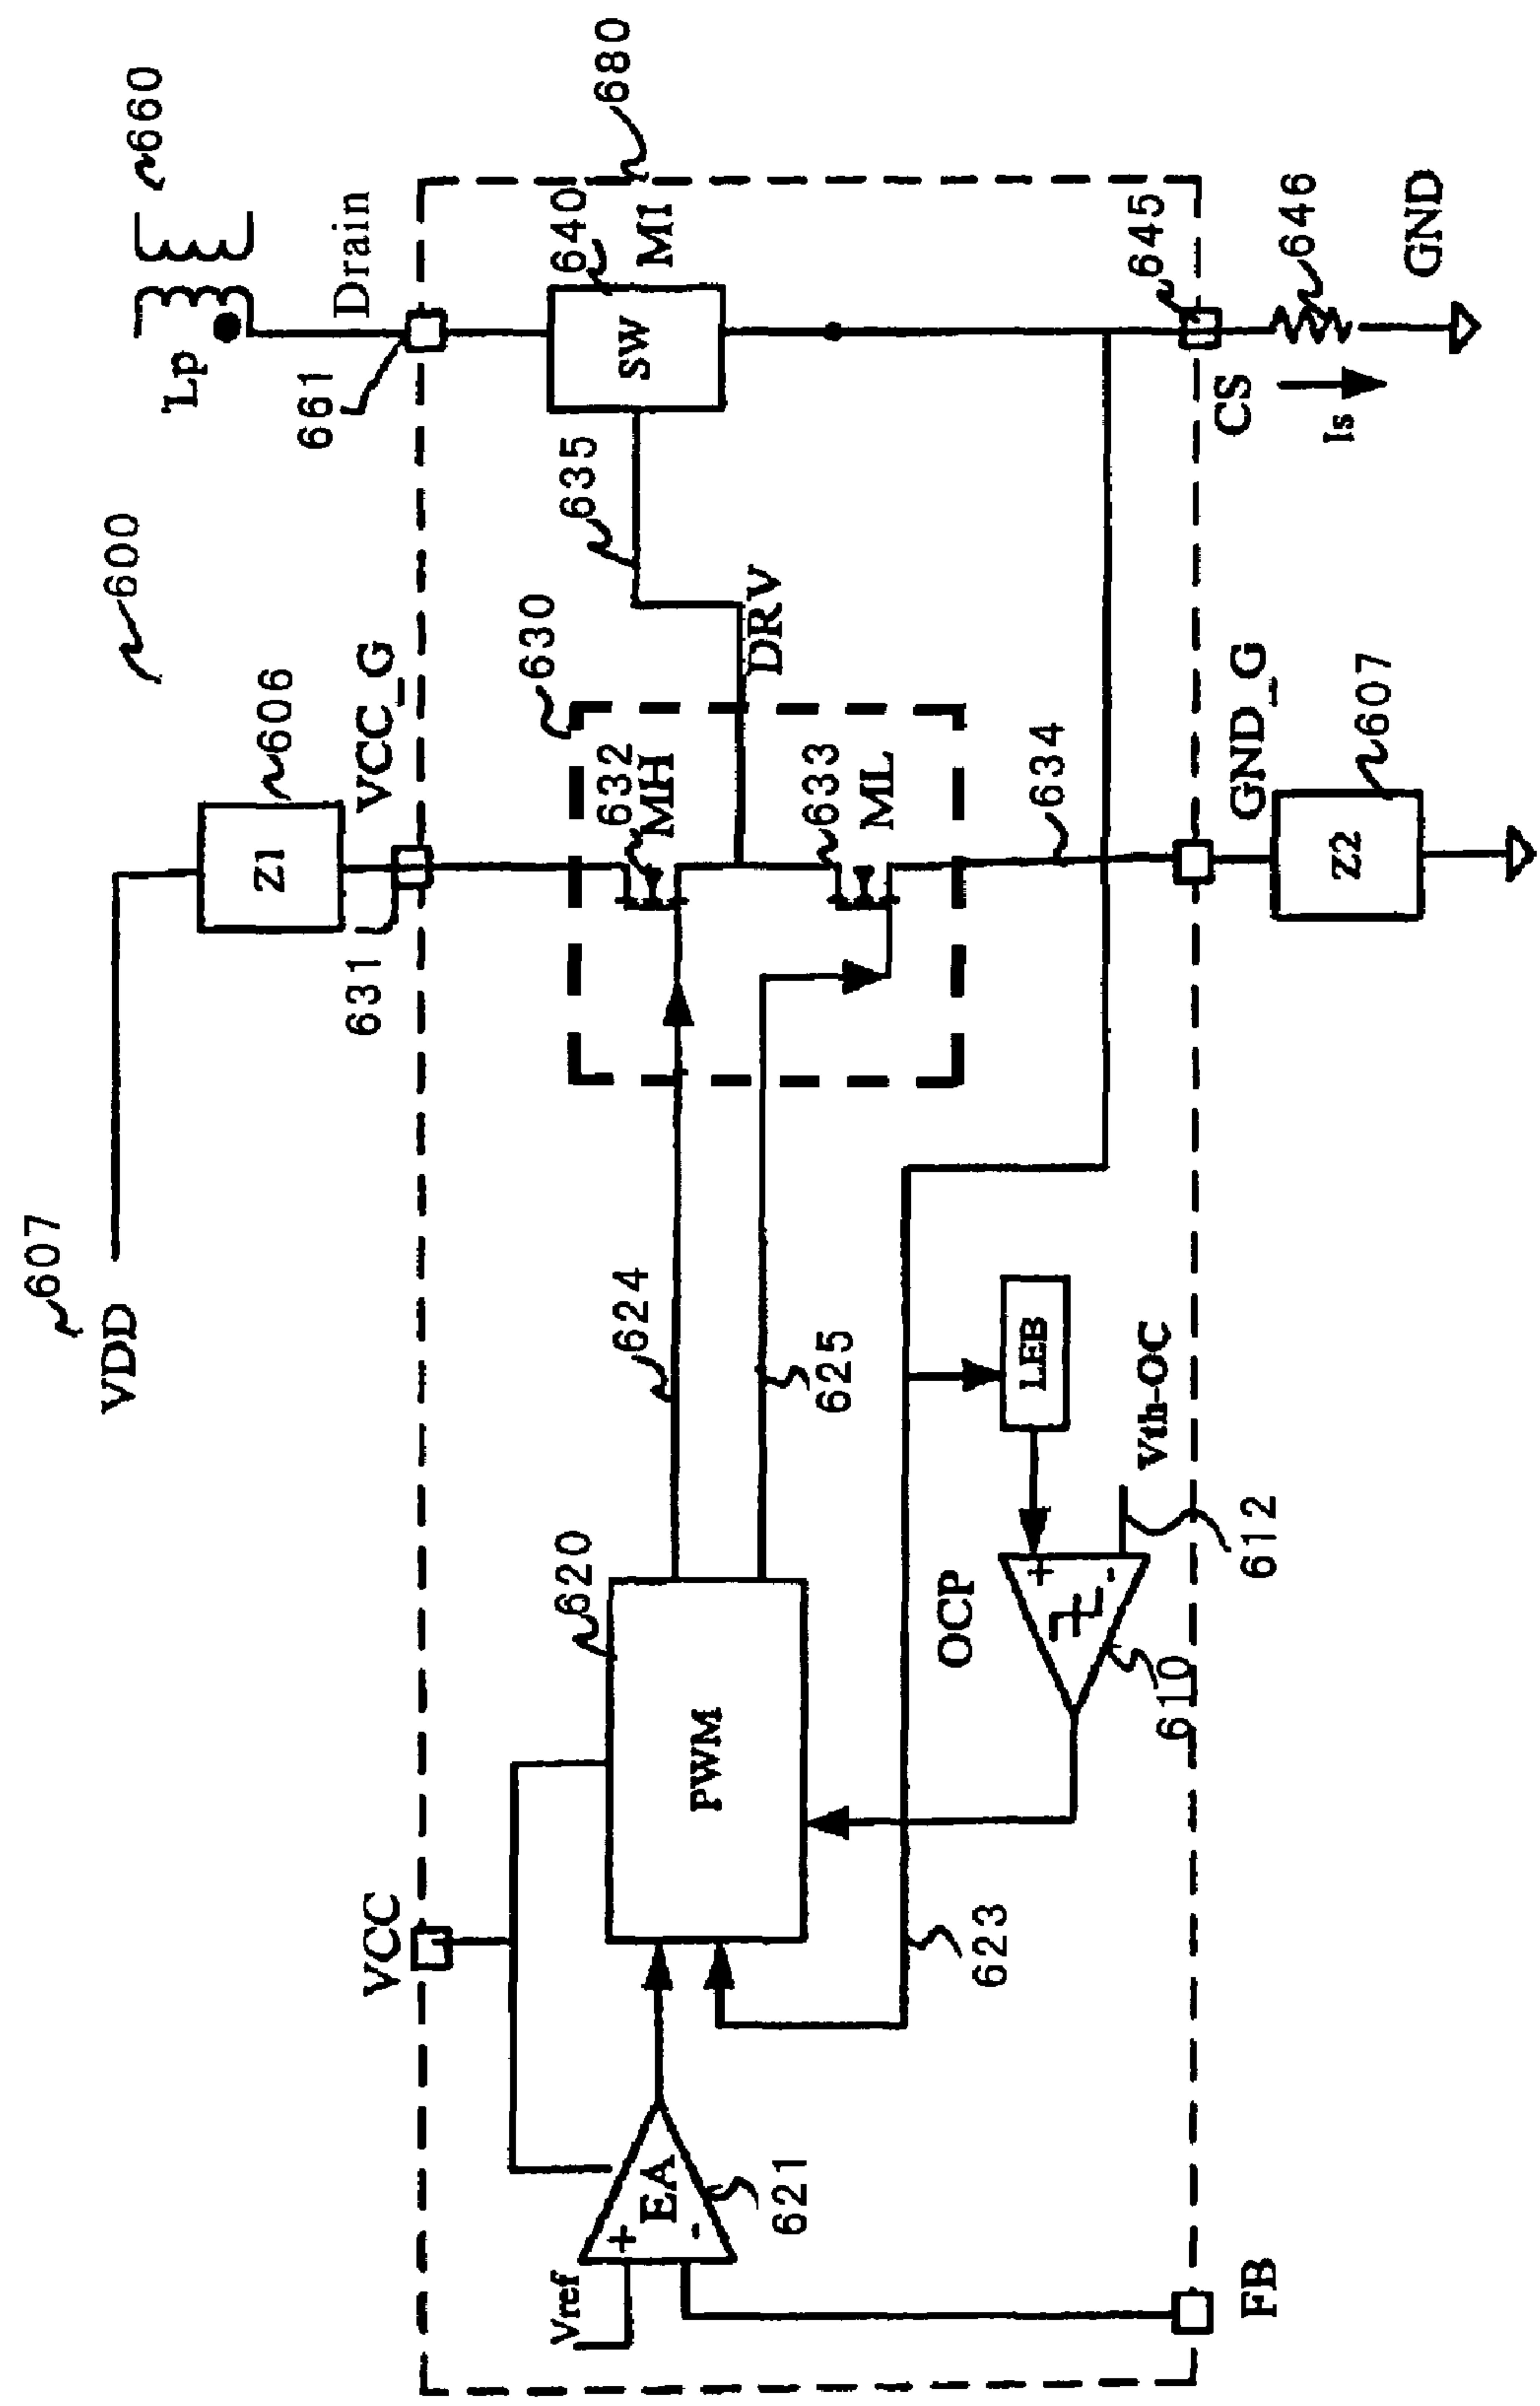 600
660
607
VDD
Lp
606
Z1
661
Drain
631
VCC_G
VCC
680
640
SW
M1
630
635
632
MH
624
620
PWM
Vref
+
EA
-
621
DRV
633
ML
625
OCP
LEB
623
+
-
610
612
Vth-OC
634
645
CS
Is
646
GND
GND_G
607
Z2
FB